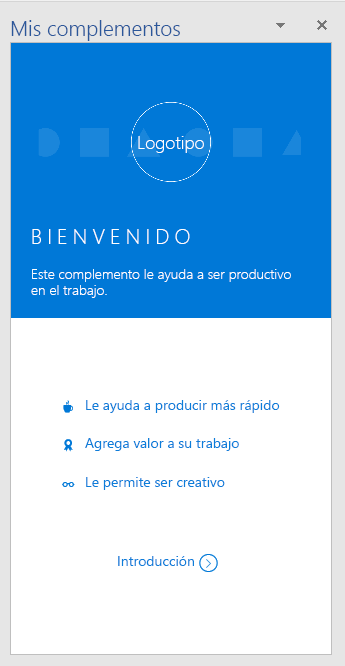 Mis complementos
Logotipo
BIENVENIDO
Este complemento le ayuda a ser productivo
en el trabajo.
Le ayuda a producir más rápido
Agrega valor a su trabajo
Le permite ser creativo
Introducción